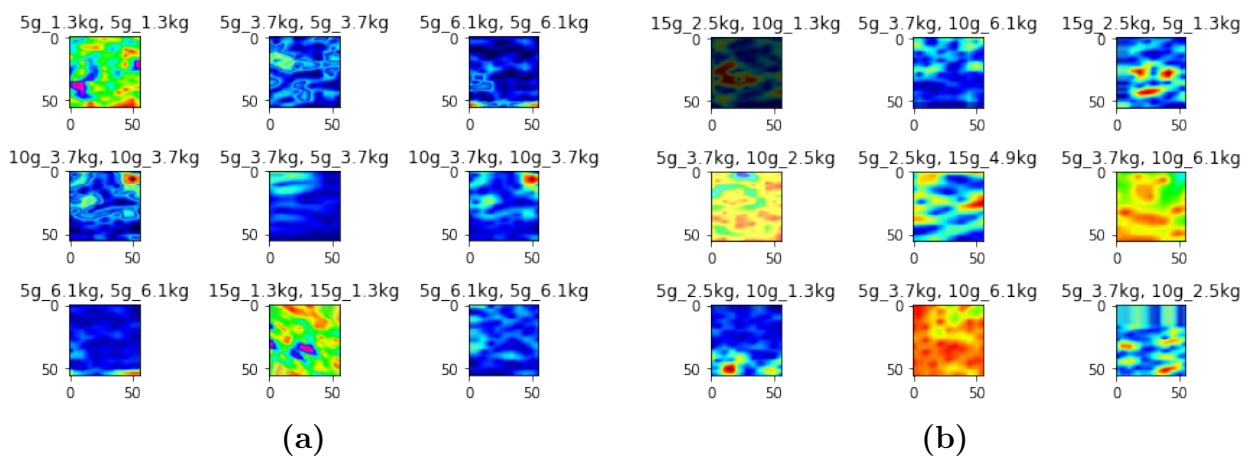 5g_1.3kg, 5g_1.3kg
0
50
0 50
5g_3.7kg, 5g_3.7kg
0
50
0 50
5g_6.1kg, 5g_6.1kg
0
50
0 50
10g_3.7kg, 10g_3.7kg
0
50
0 50
5g_3.7kg, 5g_3.7kg
0
50
0 50
10g_3.7kg, 10g_3.7kg
0
50
0 50
5g_6.1kg, 5g_6.1kg
0
50
0 50
15g_1.3kg, 15g_1.3kg
0
50
0 50
5g_6.1kg, 5g_6.1kg
0
50
0 50
(a)
15g_2.5kg, 10g_1.3kg
0
50
0 50
5g_3.7kg, 10g_6.1kg
0
50
0 50
15g_2.5kg, 5g_1.3kg
0
50
0 50
5g_3.7kg, 10g_2.5kg
0
50
0 50
5g_2.5kg, 15g_4.9kg
0
50
0 50
5g_3.7kg, 10g_6.1kg
0
50
0 50
5g_2.5kg, 10g_1.3kg
0
50
0 50
5g_3.7kg, 10g_6.1kg
0
50
0 50
5g_3.7kg, 10g_2.5kg
0
50
0 50
(b)